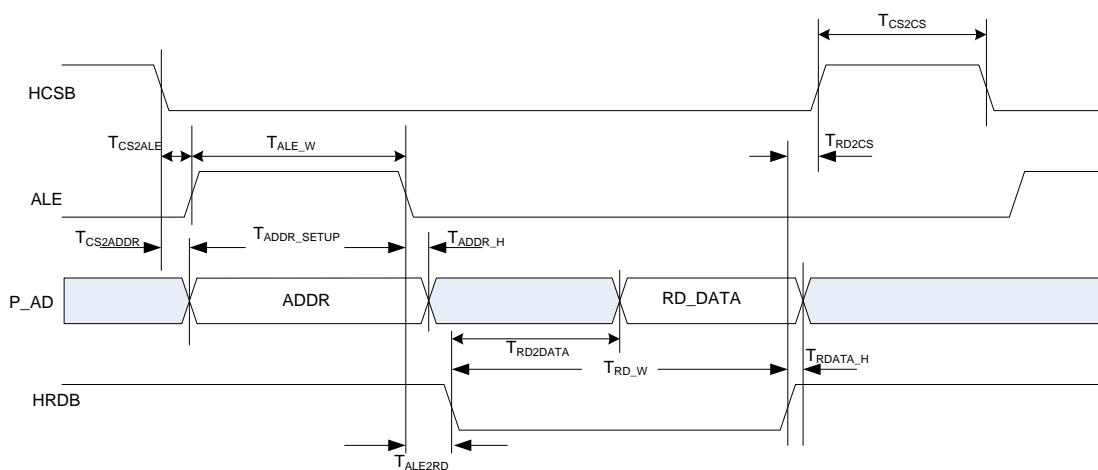 TCS2CS
HCSB
TCS2ALE
TALE_W
TRD2CS
ALE
TCS2ADDR
TADDR_SETUP
TADDR_H
P_AD
ADDR
RD_DATA
TRD2DATA
TRD_W
TRDATA_H
HRDB
TALE2RD